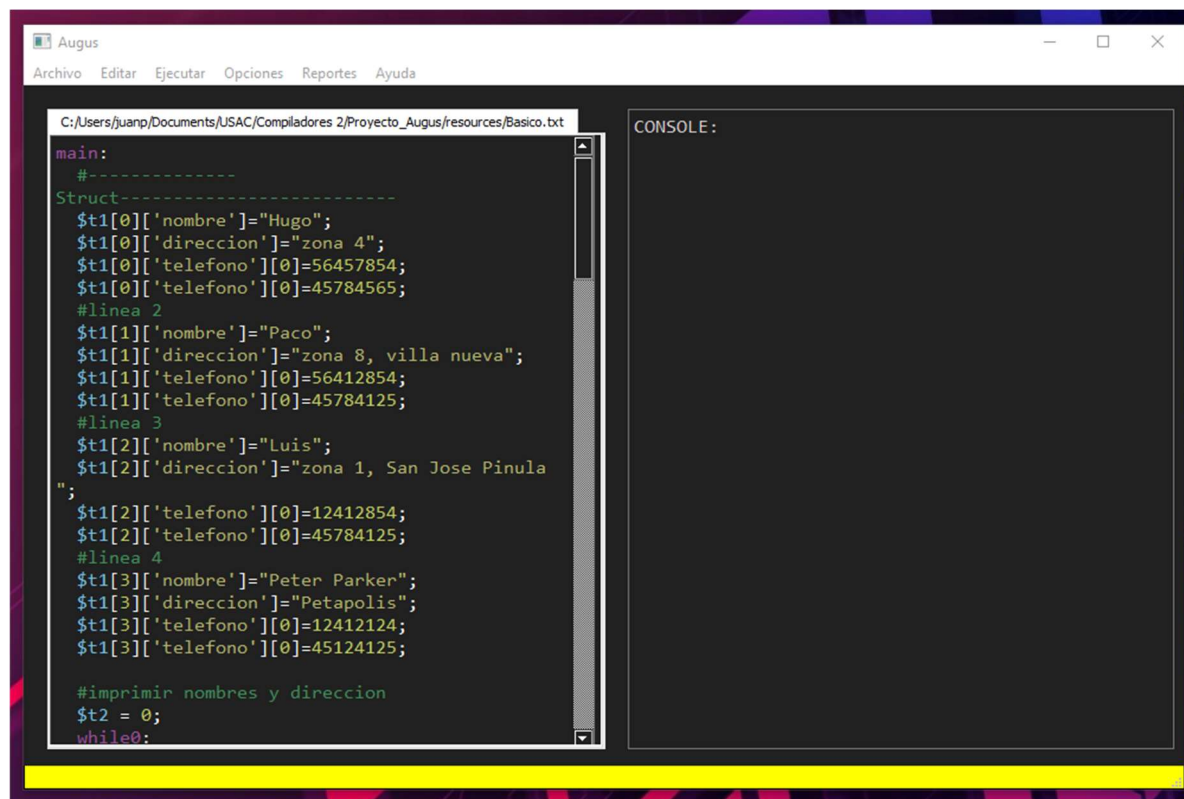 Augus
Archivo Editar Ejecutar Opciones Reportes Ayuda
C:/Users/juanp/Documents/USAC/Compiladores 2/Proyecto_Augus/resources/Basico.txt
main:
#--------------
Struct--------------------------
$t1[0]['nombre']="Hugo";
$t1[0]['direccion']="zona 4";
$t1[0]['telefono'][0]=56457854;
$t1[0]['telefono'][0]=45784565;
#linea 2
$t1[1]['nombre']="Paco";
$t1[1]['direccion']="zona 8, villa nueva";
$t1[1]['telefono'][0]=56412854;
$t1[1]['telefono'][0]=45784125;
#linea 3
$t1[2]['nombre']="Luis";
$t1[2]['direccion']="zona 1, San Jose Pinula
";
$t1[2]['telefono'][0]=12412854;
$t1[2]['telefono'][0]=45784125;
#linea 4
$t1[3]['nombre']="Peter Parker";
$t1[3]['direccion']="Petapolis";
$t1[3]['telefono'][0]=12412124;
$t1[3]['telefono'][0]=45124125;
#imprimir nombres y direccion
$t2 = 0;
while0:
CONSOLE: